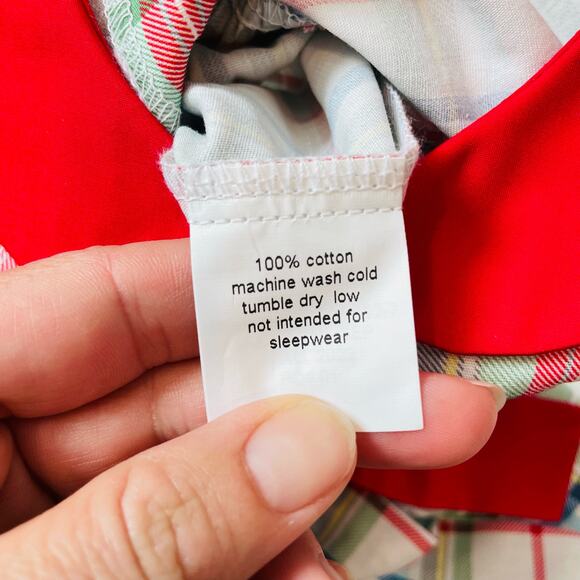 100% cotton
machine wash cold
tumble dry low
not intended for
sleepwear